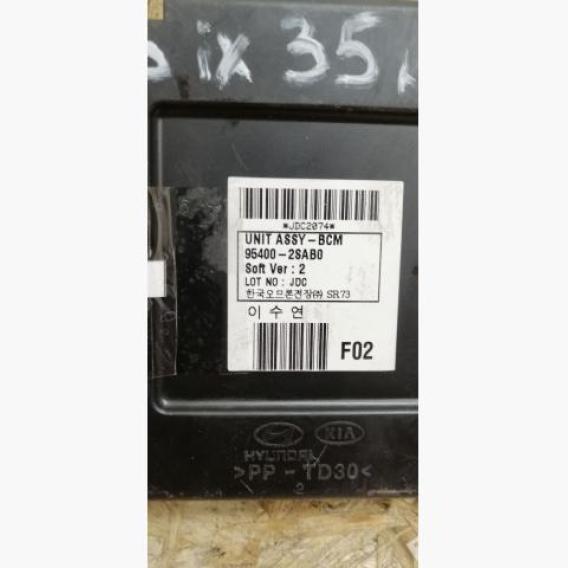 ix 35
*JDC2074*
UNIT ASSY-BCM
95400-2SAB0
Soft Ver : 2
LOT NO : JDC
한국오므론전장㈜ SR73
이 수 연
F02
HYUNDAI
KIA
>PP-TD30<
2